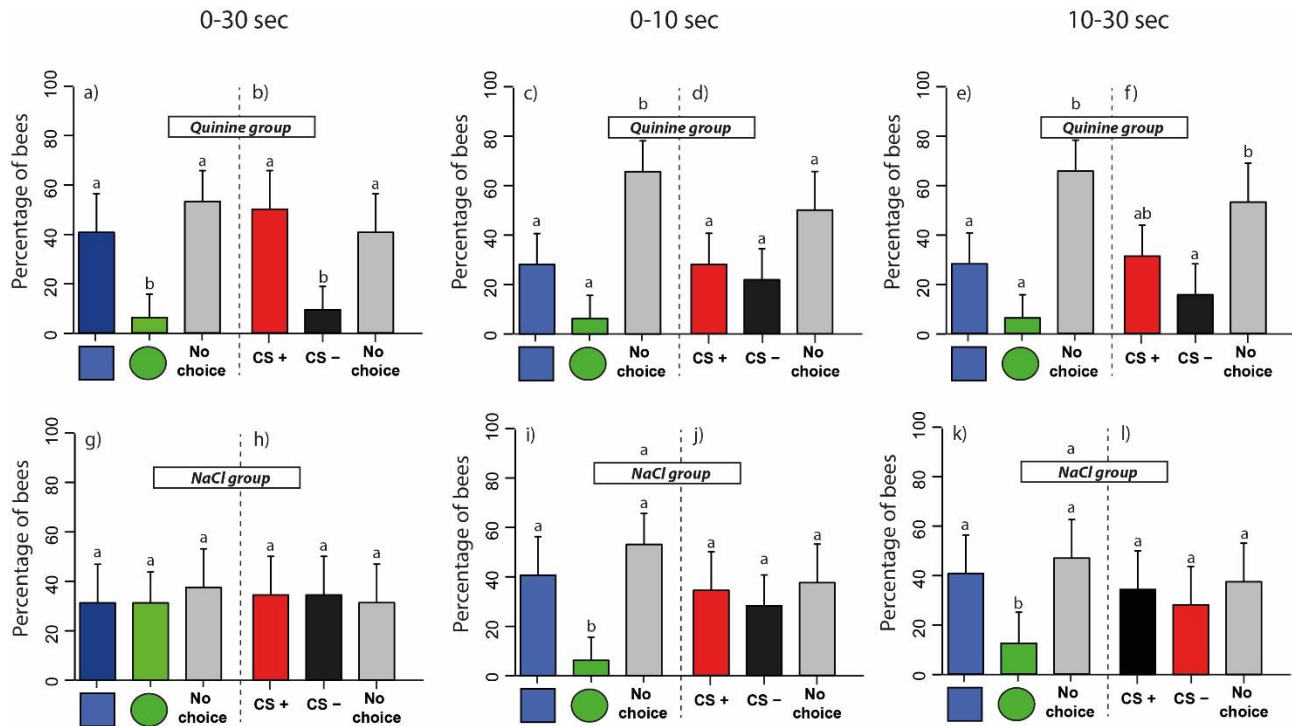 0-30 sec
0-10 sec
10-30 sec
a)
b)
Quinine group
Percentage of bees
0
20
40
60
80
100
a
b
a
a
b
a
No choice
CS +
CS –
No choice
c)
d)
b
Quinine group
Percentage of bees
0
20
40
60
80
100
a
a
a
a
a
No choice
CS +
CS –
No choice
e)
f)
b
Quinine group
Percentage of bees
0
20
40
60
80
100
a
a
ab
a
b
No choice
CS +
CS –
No choice
g)
h)
NaCl group
Percentage of bees
0
20
40
60
80
100
a
a
a
a
a
a
No choice
CS +
CS –
No choice
i)
j)
a
NaCl group
Percentage of bees
0
20
40
60
80
100
a
b
a
a
a
a
No choice
CS +
CS –
No choice
k)
l)
a
NaCl group
Percentage of bees
0
20
40
60
80
100
a
b
a
a
a
a
No choice
CS +
CS –
No choice